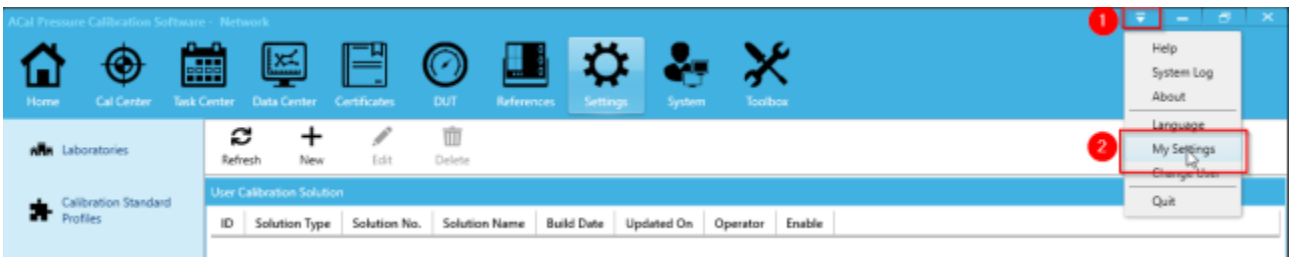 ACal Pressure Calibration Software - Network
1
Home
Cal Center
Task Center
Data Center
Certificates
DUT
References
Settings
System
Toolbox
Help
System Log
About
Language
2
My Settings
Change User
Quit
Laboratories
Calibration Standard
Profiles
Refresh
New
Edit
Delete
User Calibration Solution
ID Solution Type Solution No. Solution Name Build Date Updated On Operator Enable